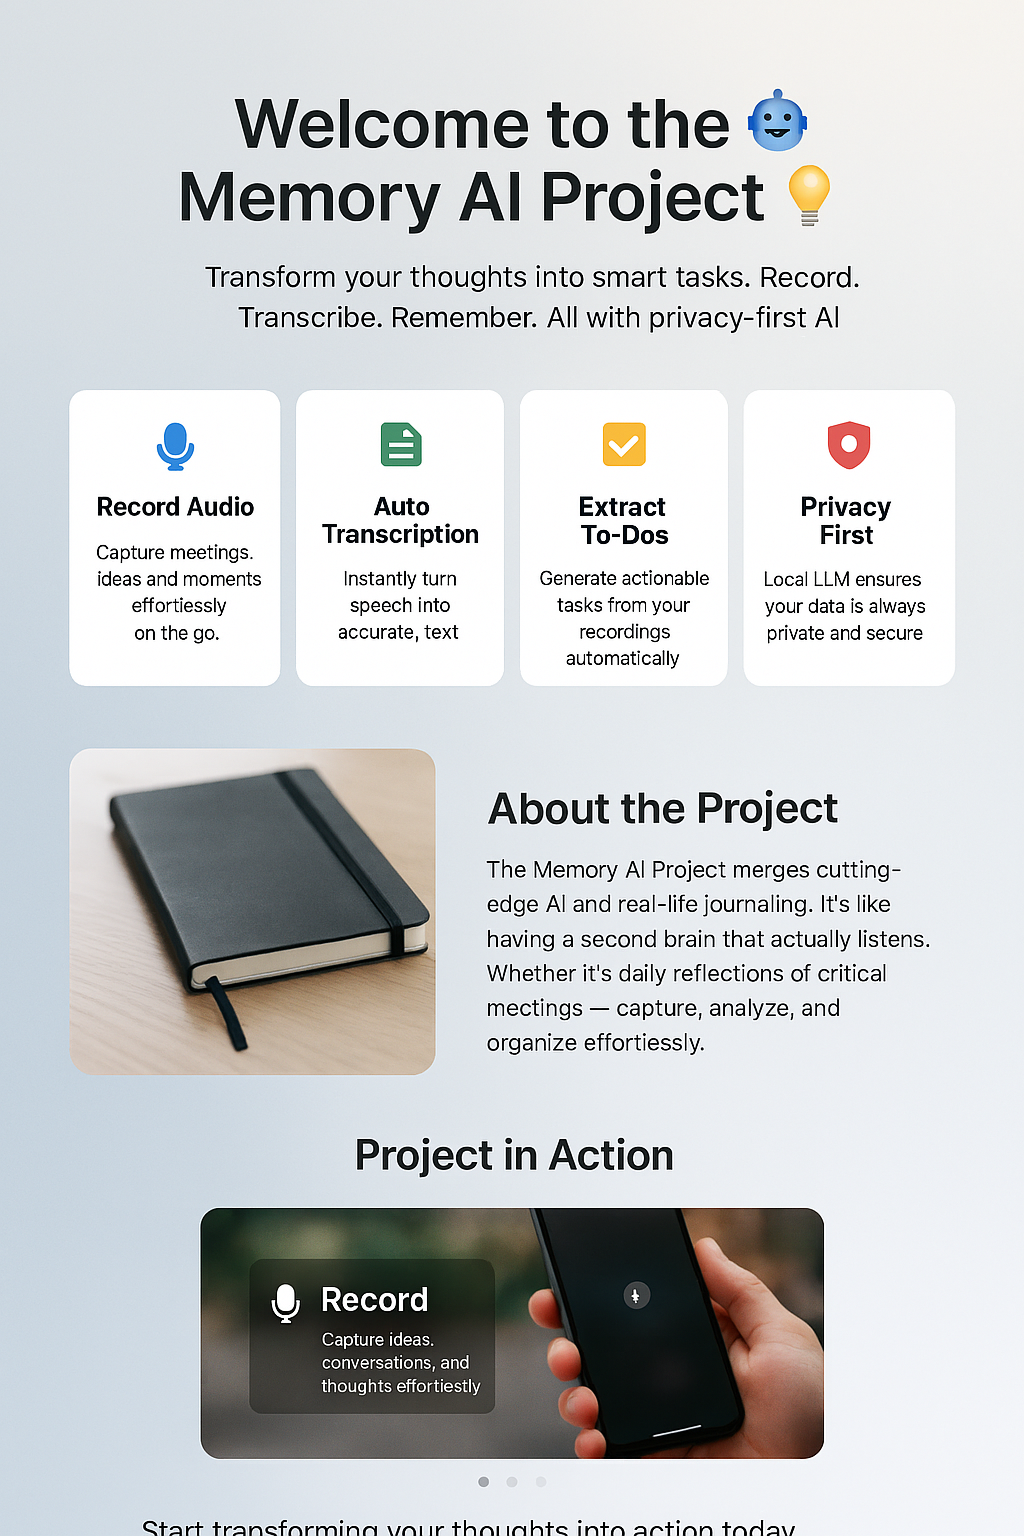 Welcome to the
Memory AI Project
Transform your thoughts into smart tasks. Record.
Transcribe. Remember. All with privacy-first AI
Record Audio
Capture meetings.
ideas and moments
effortiessly
on the go.
Auto
Transcription
Instantly turn
speech into
accurate, text
Extract
To-Dos
Generate actionable
tasks from your
recordings
automatically
Privacy
First
Local LLM ensures
your data is always
private and secure
About the Project
The Memory AI Project merges cutting-
edge AI and real-life journaling. It's like
having a second brain that actually listens.
Whether it's daily reflections of critical
mectings — capture, analyze, and
organize effortiessly.
Project in Action
Record
Capture ideas.
conversations, and
thoughts effortiestly
Start transforming your thoughts into action today